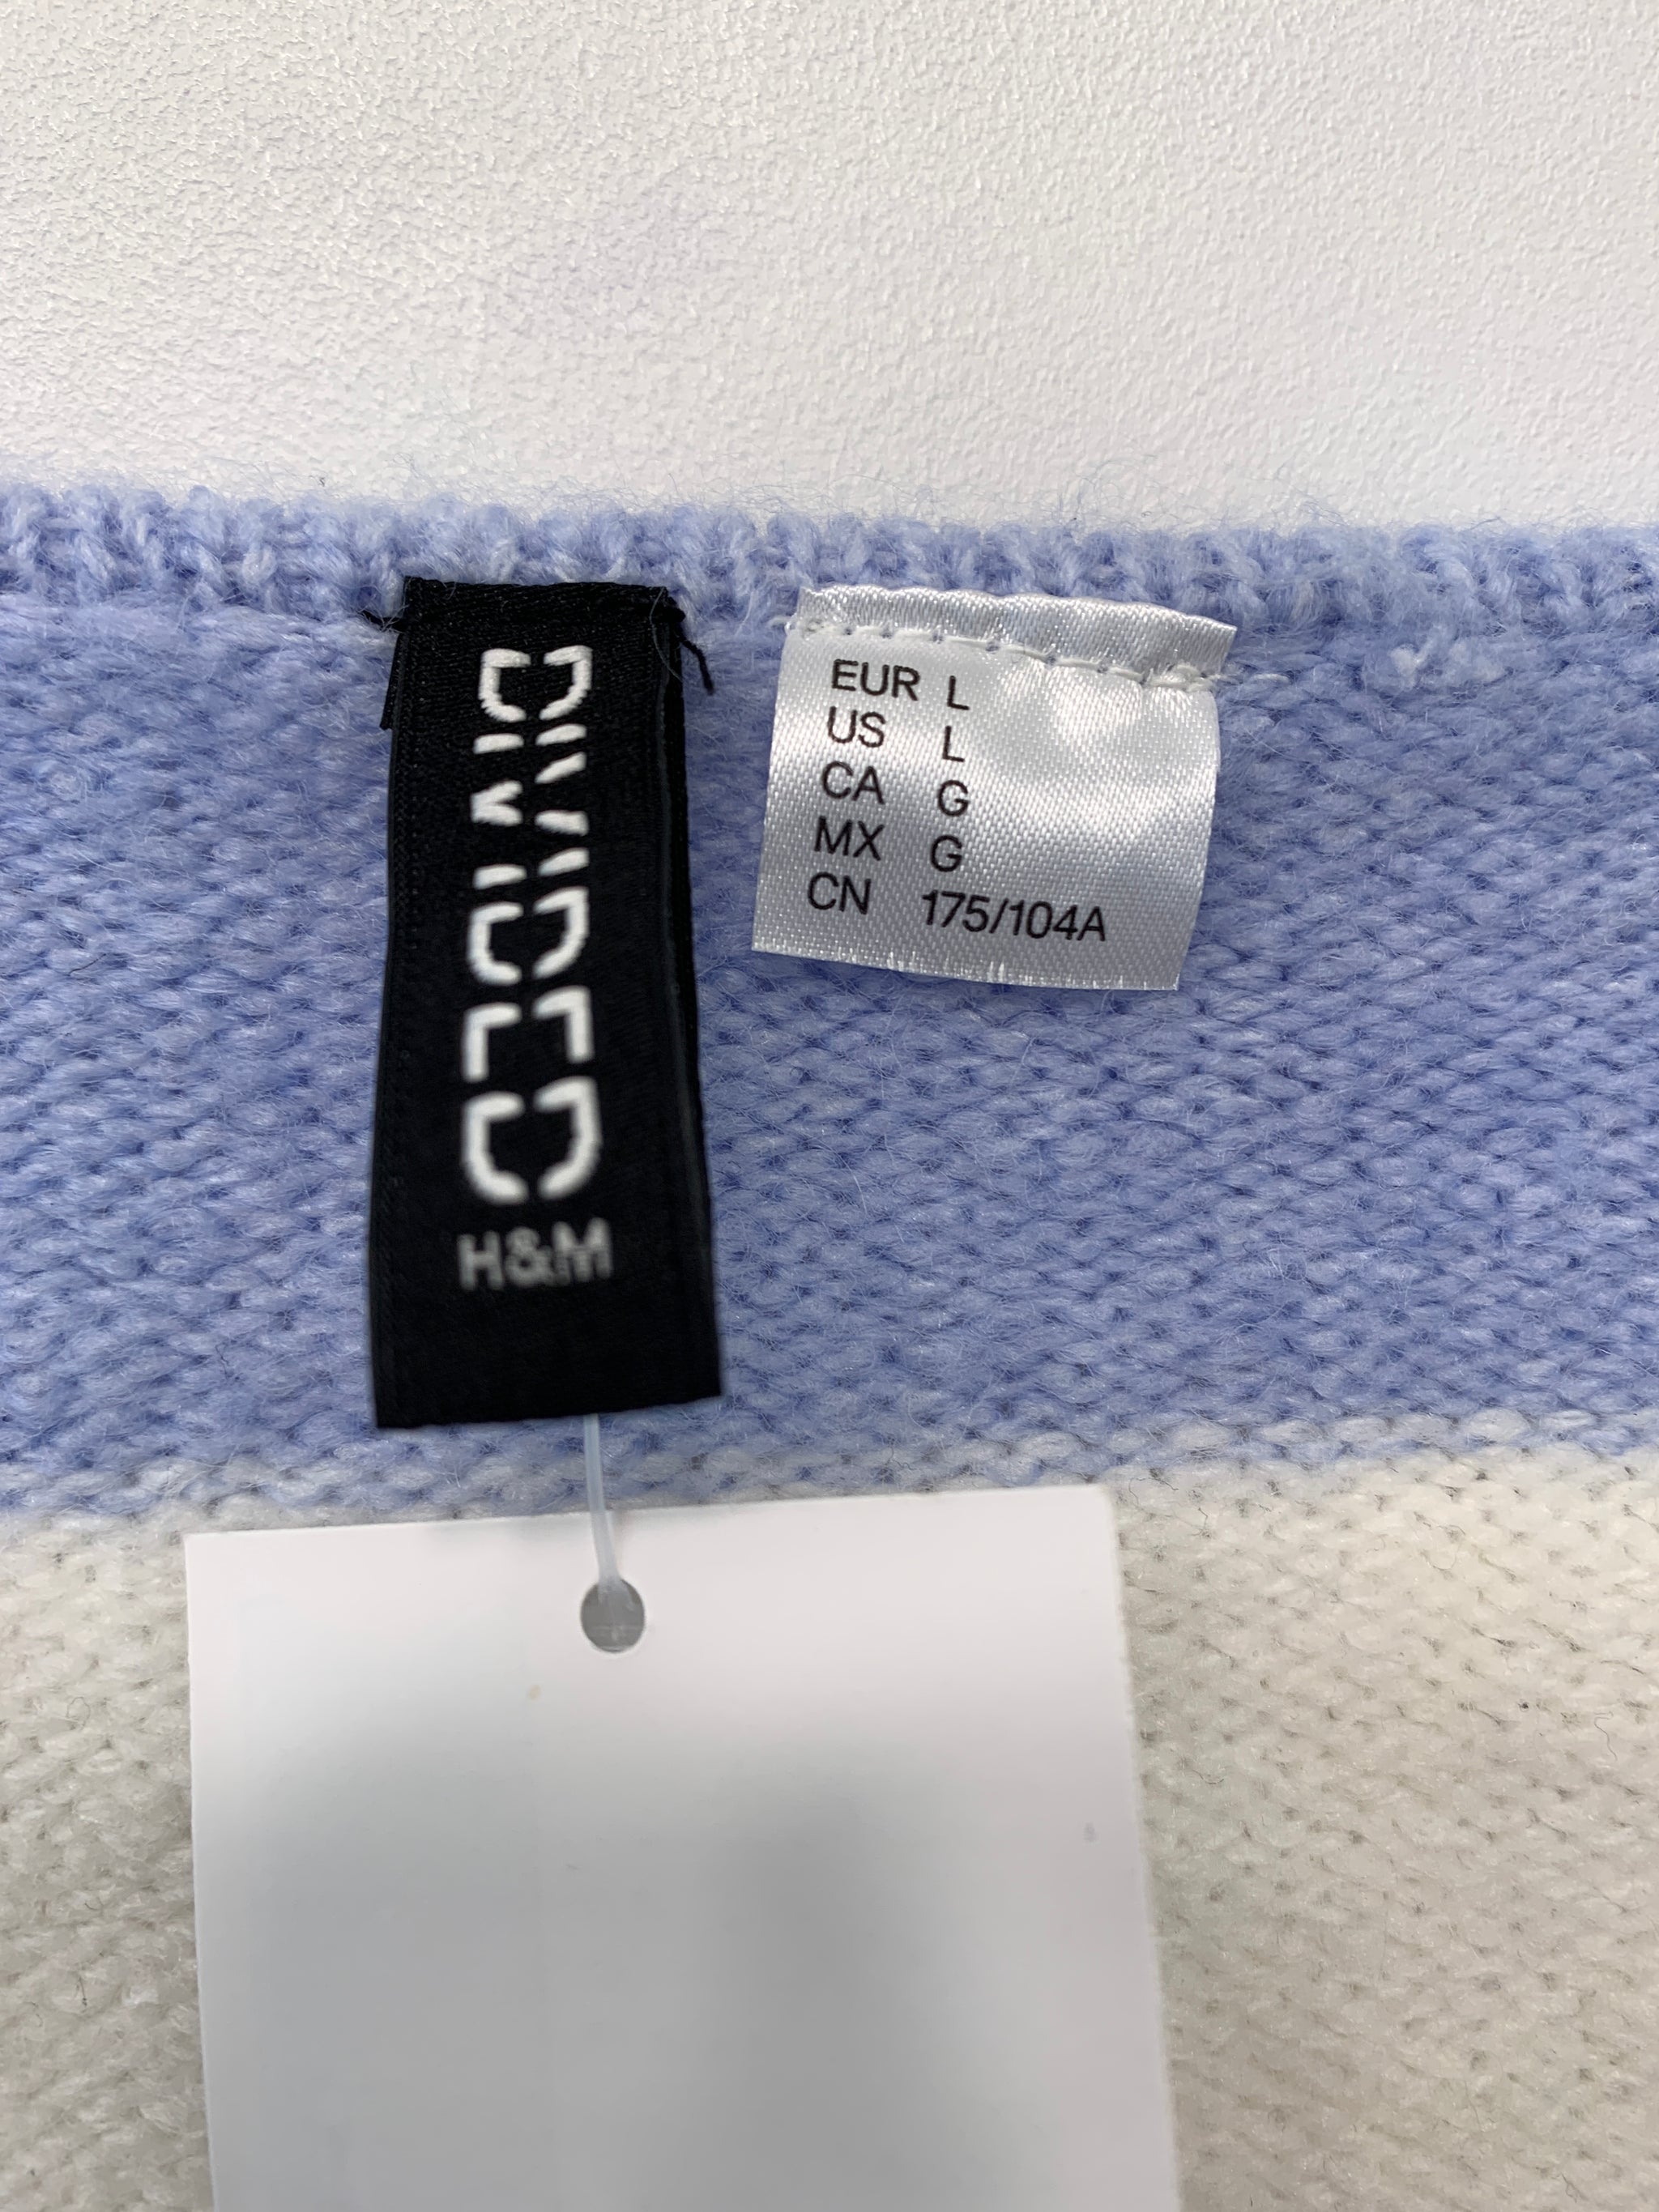 DIVIDED
H&M
EUR L
US L
CA G
MX G
CN 175/104A